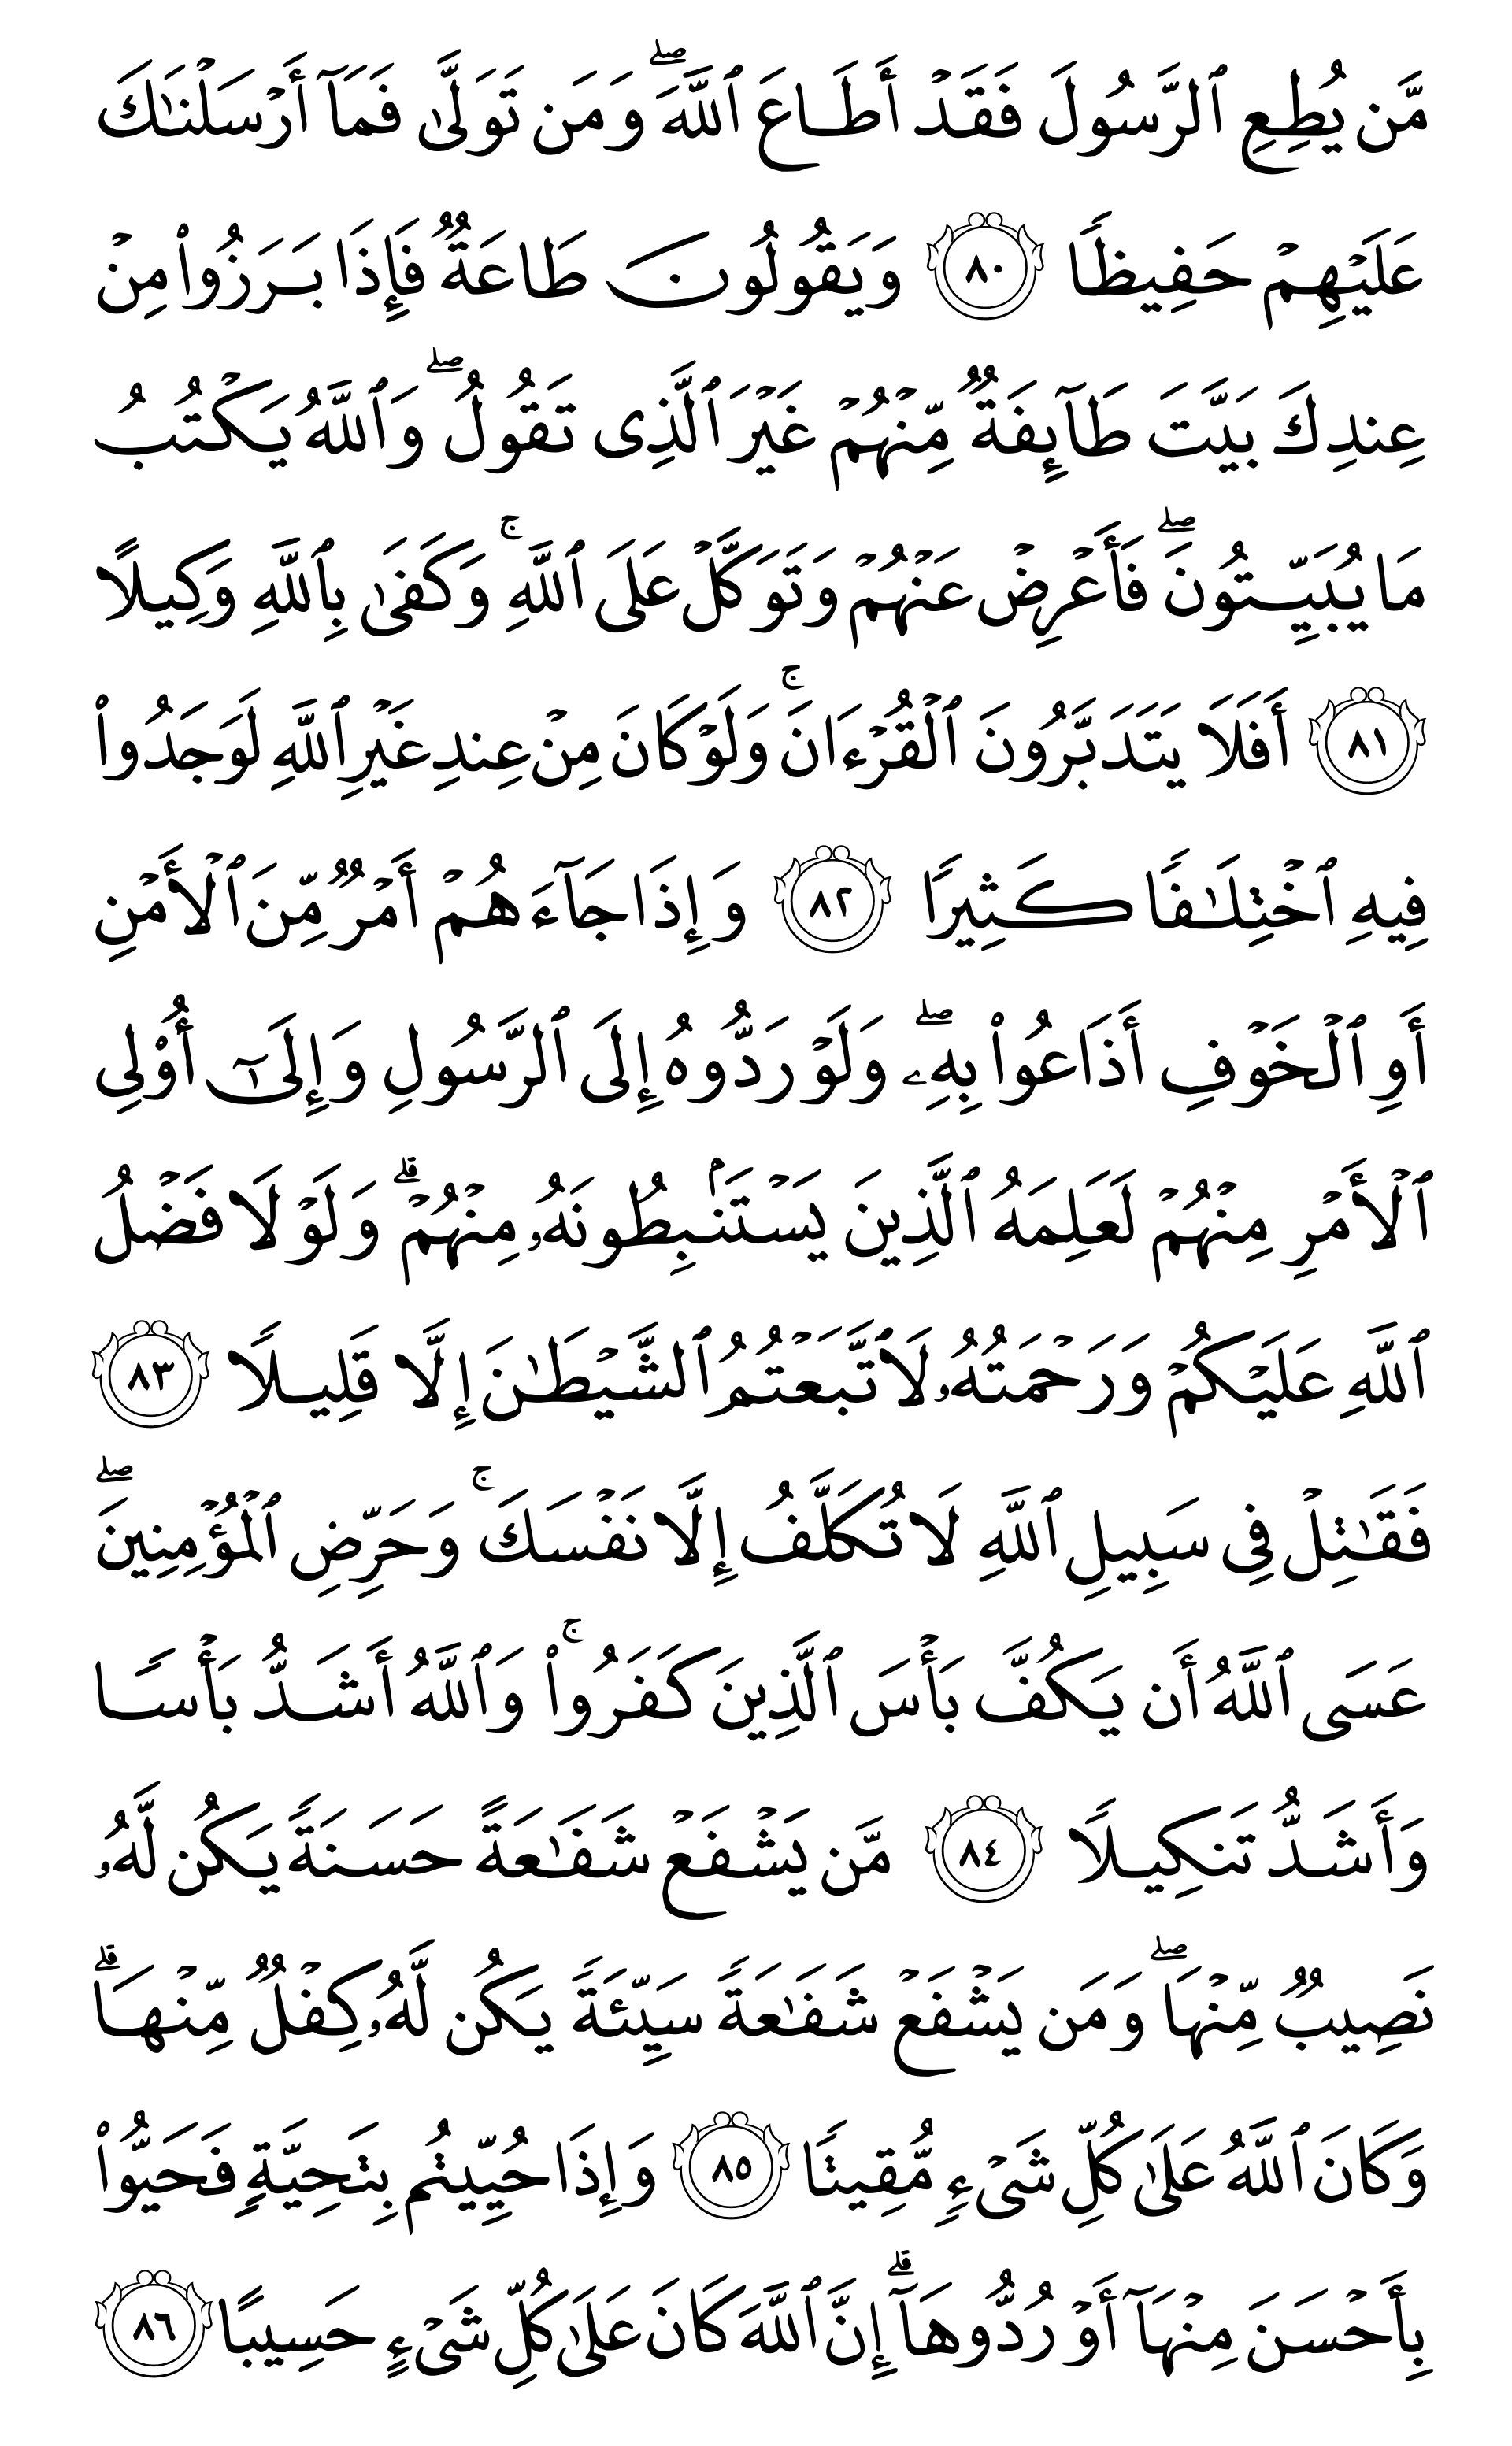 مَّن يُطِعِ ٱلرَّسُولَ فَقَدۡ أَطَاعَ ٱللَّهَۖ وَمَن تَوَلَّىٰ فَمَآ أَرۡسَلۡنَٰكَ
عَلَيۡهِمۡ حَفِيظٗا ٨٠ وَيَقُولُونَ طَاعَةٞ فَإِذَا بَرَزُواْ مِنۡ
عِندِكَ بَيَّتَ طَآئِفَةٞ مِّنۡهُمۡ غَيۡرَ ٱلَّذِي تَقُولُۖ وَٱللَّهُ يَكۡتُبُ
مَا يُبَيِّتُونَۖ فَأَعۡرِضۡ عَنۡهُمۡ وَتَوَكَّلۡ عَلَى ٱللَّهِۚ وَكَفَىٰ بِٱللَّهِ وَكِيلًا
٨١ أَفَلَا يَتَدَبَّرُونَ ٱلۡقُرۡءَانَۚ وَلَوۡ كَانَ مِنۡ عِندِ غَيۡرِ ٱللَّهِ لَوَجَدُواْ
فِيهِ ٱخۡتِلَٰفٗا كَثِيرٗا ٨٢ وَإِذَا جَآءَهُمۡ أَمۡرٞ مِّنَ ٱلۡأَمۡنِ
أَوِ ٱلۡخَوۡفِ أَذَاعُواْ بِهِۦۖ وَلَوۡ رَدُّوهُ إِلَى ٱلرَّسُولِ وَإِلَىٰٓ أُوْلِي
ٱلۡأَمۡرِ مِنۡهُمۡ لَعَلِمَهُ ٱلَّذِينَ يَسۡتَنۢبِطُونَهُۥ مِنۡهُمۡۗ وَلَوۡلَا فَضۡلُ
ٱللَّهِ عَلَيۡكُمۡ وَرَحۡمَتُهُۥ لَٱتَّبَعۡتُمُ ٱلشَّيۡطَٰنَ إِلَّا قَلِيلٗا ٨٣
فَقَٰتِلۡ فِي سَبِيلِ ٱللَّهِ لَا تُكَلَّفُ إِلَّا نَفۡسَكَۚ وَحَرِّضِ ٱلۡمُؤۡمِنِينَۖ
عَسَى ٱللَّهُ أَن يَكُفَّ بَأۡسَ ٱلَّذِينَ كَفَرُواْۚ وَٱللَّهُ أَشَدُّ بَأۡسٗا
وَأَشَدُّ تَنكِيلٗا ٨٤ مَّن يَشۡفَعۡ شَفَٰعَةً حَسَنَةٗ يَكُن لَّهُۥ
نَصِيبٞ مِّنۡهَاۖ وَمَن يَشۡفَعۡ شَفَٰعَةٗ سَيِّئَةٗ يَكُن لَّهُۥ كِفۡلٞ مِّنۡهَاۗ
وَكَانَ ٱللَّهُ عَلَىٰ كُلِّ شَيۡءٖ مُّقِيتٗا ٨٥ وَإِذَا حُيِّيتُم بِتَحِيَّةٖ فَحَيُّواْ
بِأَحۡسَنَ مِنۡهَآ أَوۡ رُدُّوهَآۗ إِنَّ ٱللَّهَ كَانَ عَلَىٰ كُلِّ شَيۡءٍ حَسِيبًا ٨٦